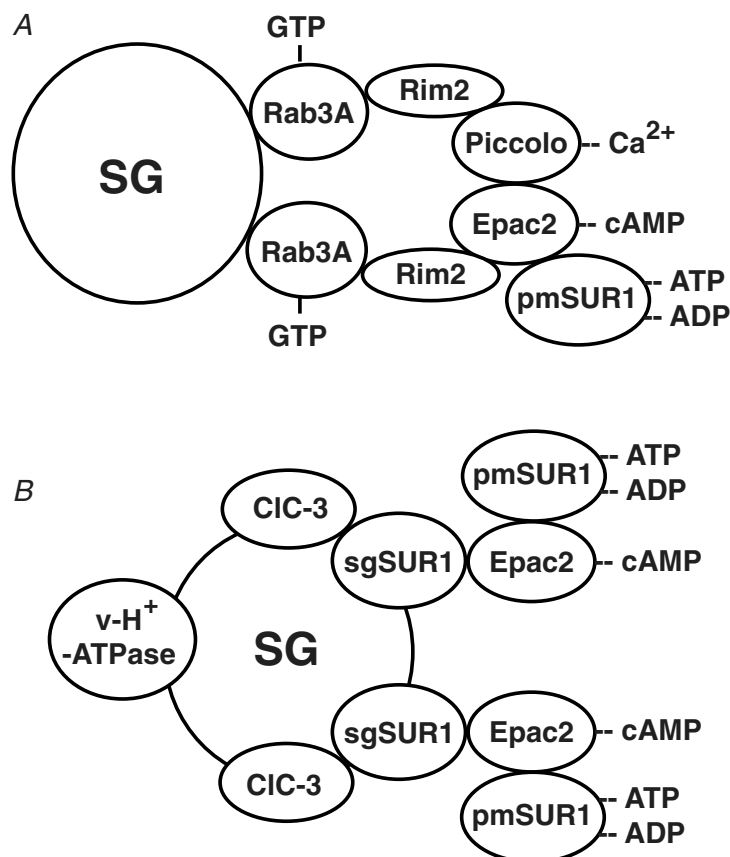 A
GTP
Rab3A
Rim2
Piccolo
-- Ca2+
SG
Epac2
-- cAMP
Rab3A
Rim2
pmSUR1
-- ATP
-- ADP
GTP
B
pmSUR1
-- ATP
-- ADP
ClC-3
sgSUR1
Epac2
-- cAMP
v-H+
-ATPase
SG
sgSUR1
Epac2
-- cAMP
ClC-3
pmSUR1
-- ATP
-- ADP